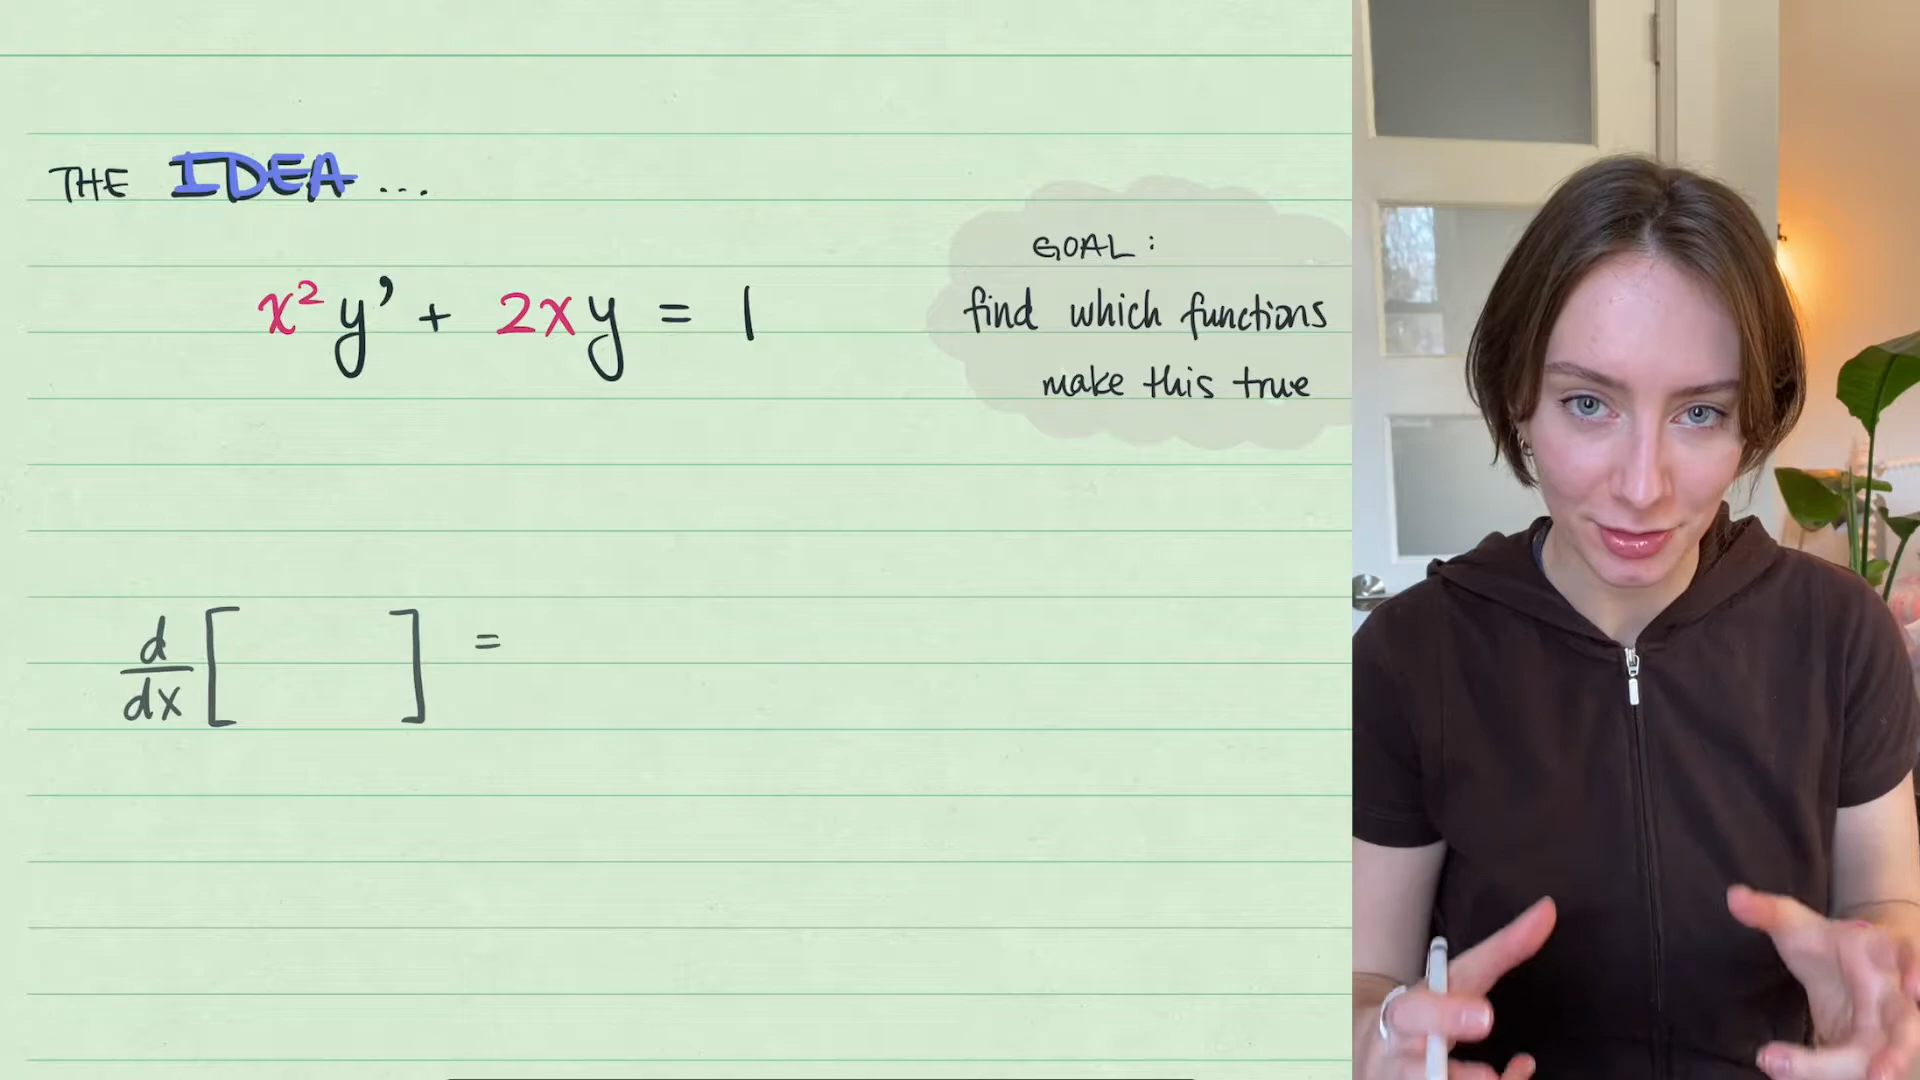 THE IDEA ...
GOAL:
x² y' + 2x y = 1
find which functions
make this true
d/dx [ ] =